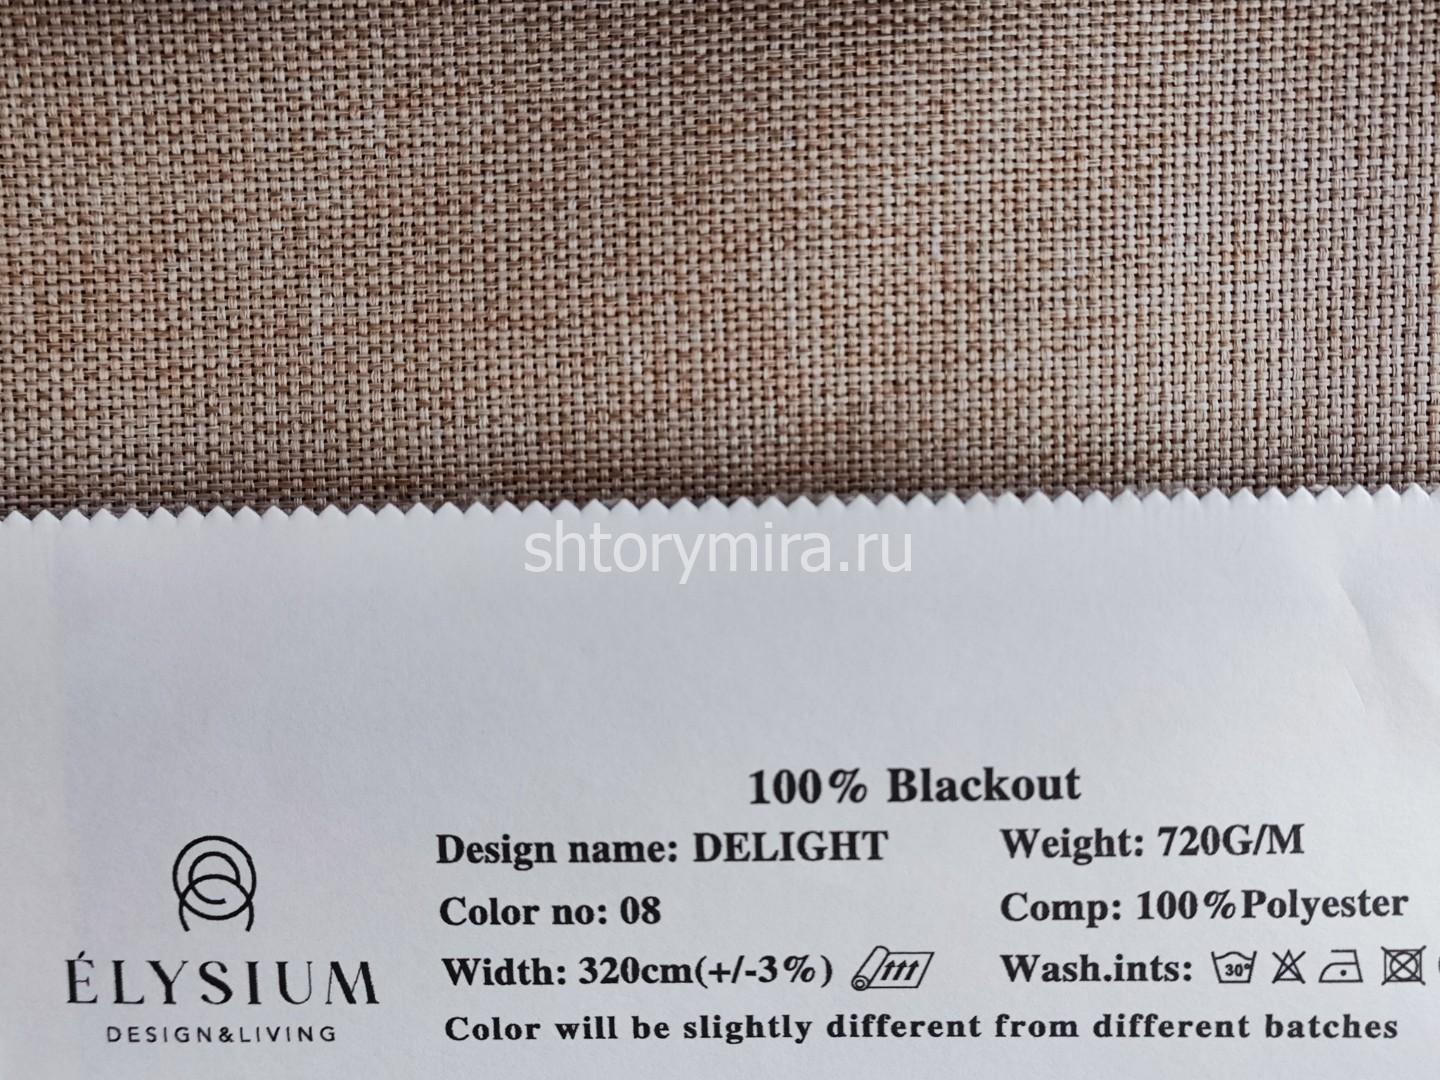 shtorymira.ru
100% Blackout
Design name: DELIGHT Weight: 720G/M
Color no: 08 Comp: 100%Polyester
Width: 320cm(+/-3%) Wash.ints: 30°
Color will be slightly different from different batches
ÉLYSIUM
DESIGN&LIVING